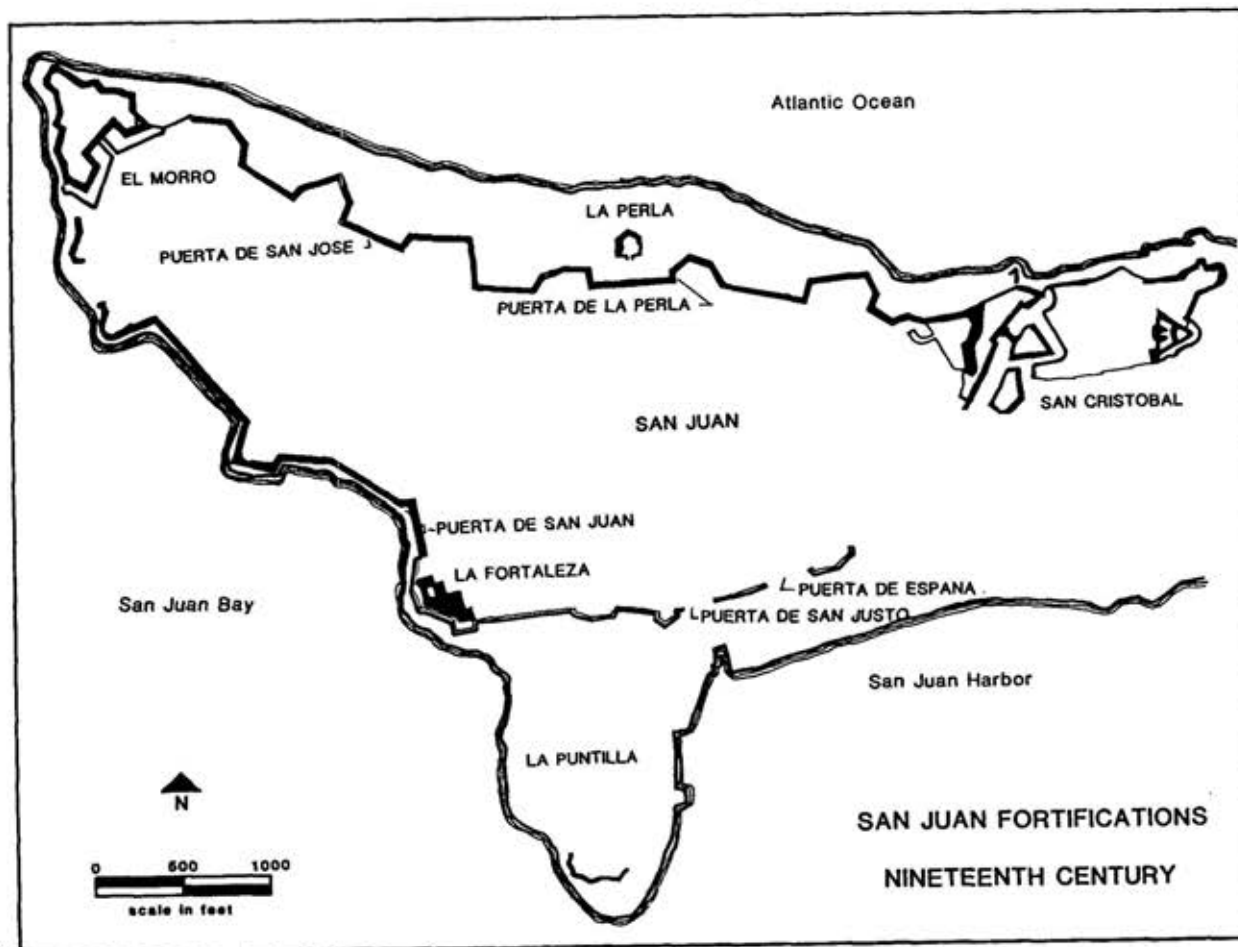 Atlantic Ocean
EL MORRO
LA PERLA
PUERTA DE SAN JOSE
PUERTA DE LA PERLA
SAN CRISTOBAL
SAN JUAN
PUERTA DE SAN JUAN
LA FORTALEZA
PUERTA DE ESPANA
San Juan Bay
PUERTA DE SAN JUSTO
San Juan Harbor
LA PUNTILLA
N
SAN JUAN FORTIFICATIONS
NINETEENTH CENTURY
0 500 1000
scale in feet